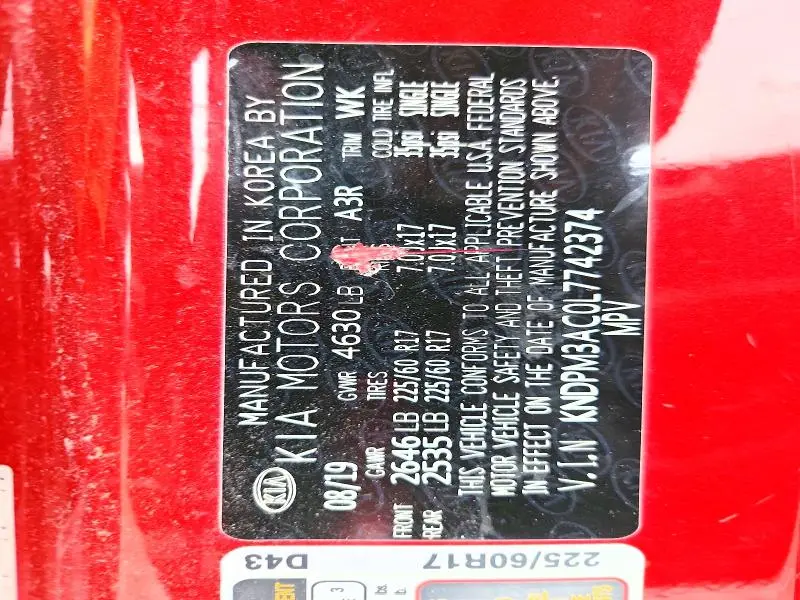 KIA
MANUFACTURED IN KOREA BY
KIA MOTORS CORPORATION
08/19 GVWR 4630 LB A3R TRIM WK
GAWR TIRES COLD TIRE INFL
FRONT 2646 LB 225/60 R17 7.0Jx17 35psi SINGLE
REAR 2535 LB 225/60 R17 7.0Jx17 35psi SINGLE
THIS VEHICLE CONFORMS TO ALL APPLICABLE U.S.A. FEDERAL
MOTOR VEHICLE SAFETY AND THEFT PREVENTION STANDARDS
IN EFFECT ON THE DATE OF MANUFACTURE SHOWN ABOVE.
V.I.N KNDPM3AC0L7742374
MPV
225/60R17 D43